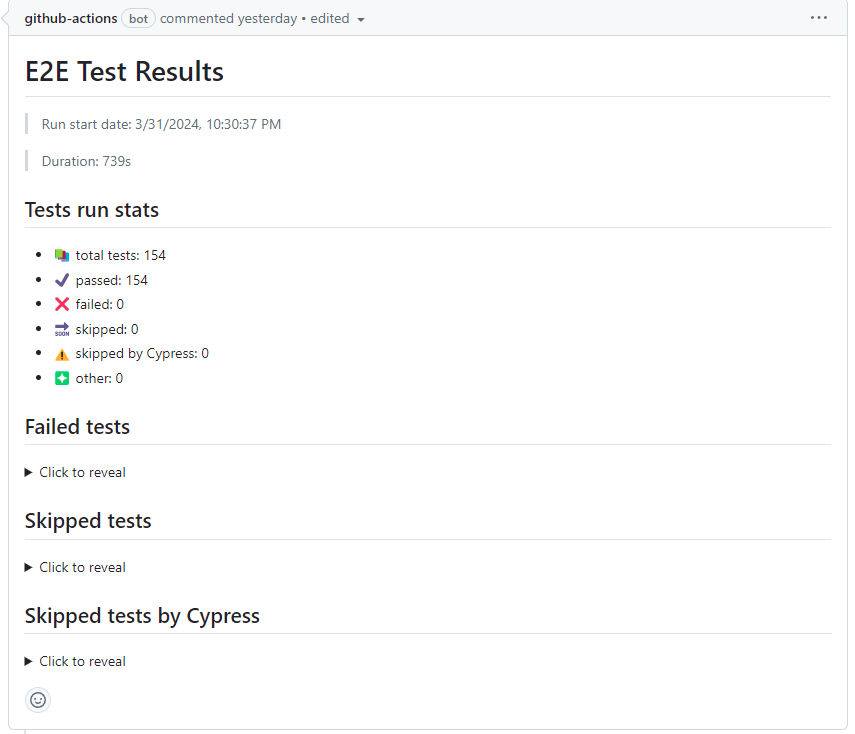 github-actions bot commented yesterday • edited
E2E Test Results
Run start date: 3/31/2024, 10:30:37 PM
Duration: 739s
Tests run stats
total tests: 154
passed: 154
failed: 0
SOON skipped: 0
skipped by Cypress: 0
other: 0
Failed tests
Click to reveal
Skipped tests
Click to reveal
Skipped tests by Cypress
Click to reveal